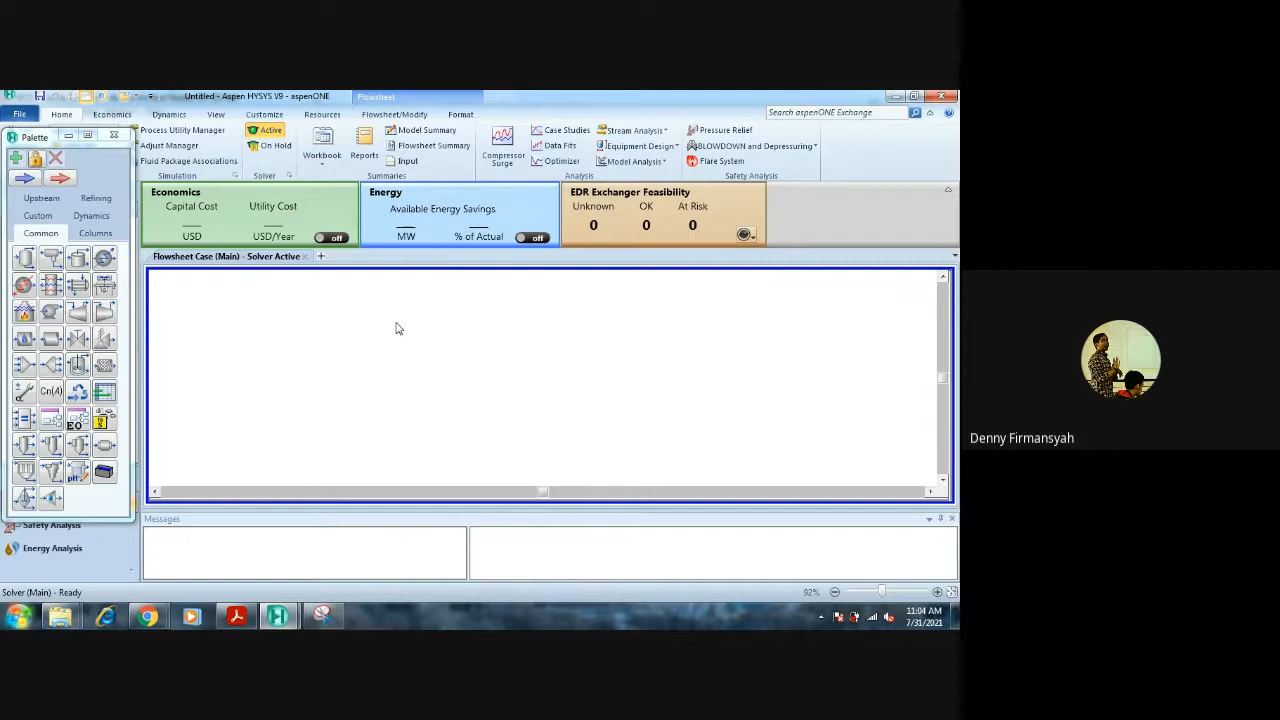 Untitled - Aspen HYSYS V9 - aspenONE
Flowsheet
File
Home
Economics
Dynamics
View
Customize
Resources
Flowsheet/Modify
Format
Search aspenONE Exchange
Palette
Process Utility Manager
Adjust Manager
Fluid Package Associations
Simulation
Active
On Hold
Solver
Workbook
Reports
Model Summary
Flowsheet Summary
Input
Summaries
Compressor
Surge
Case Studies
Data Fits
Optimizer
Stream Analysis
Equipment Design
Model Analysis
Analysis
Pressure Relief
BLOWDOWN and Depressuring
Flare System
Safety Analysis
Upstream
Refining
Custom
Dynamics
Common
Columns
Cn(A)
EO
pH
Economics
Capital Cost
Utility Cost
USD
USD/Year
off
Energy
Available Energy Savings
MW
% of Actual
off
EDR Exchanger Feasibility
Unknown
OK
At Risk
0
0
0
Flowsheet Case (Main) - Solver Active
Safety Analysis
Energy Analysis
Messages
Solver (Main) - Ready
92%
11:04 AM
7/31/2021
Denny Firmansyah